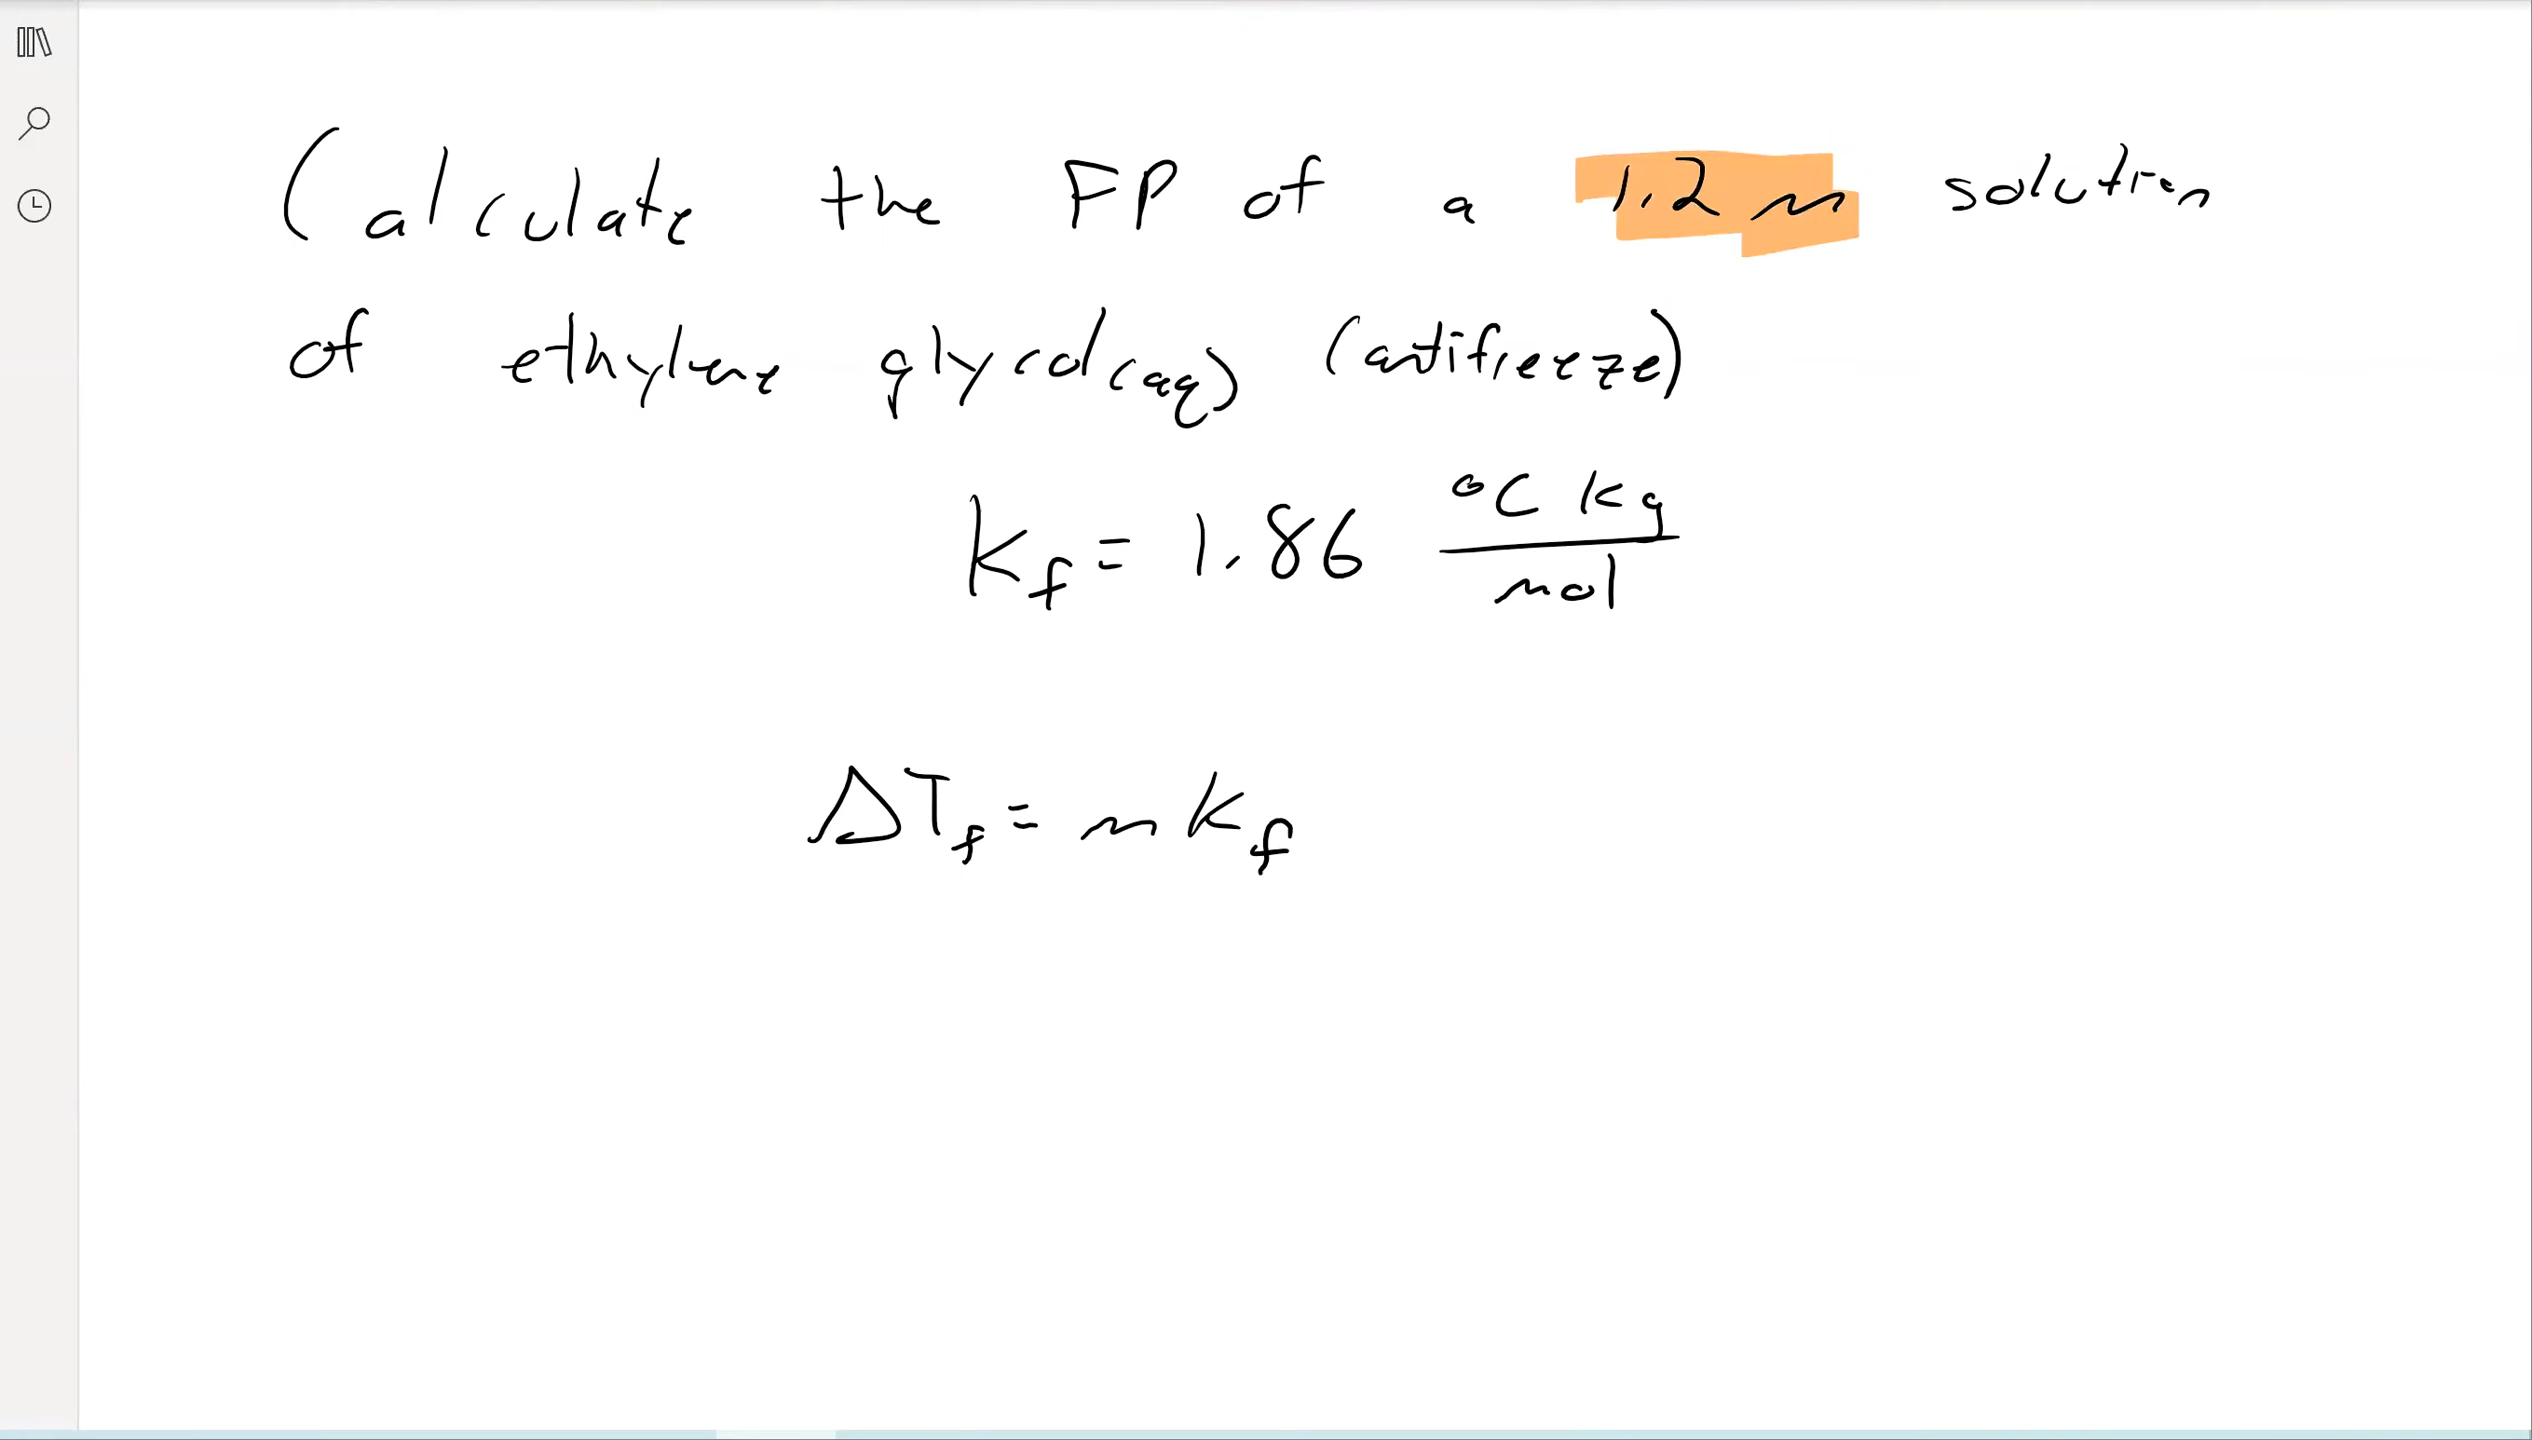 Calculate the FP of a 1.2 m solution
of ethylene glycol(aq) (antifreeze)
Kf = 1.86 °C kg / mol
ΔTf = m Kf